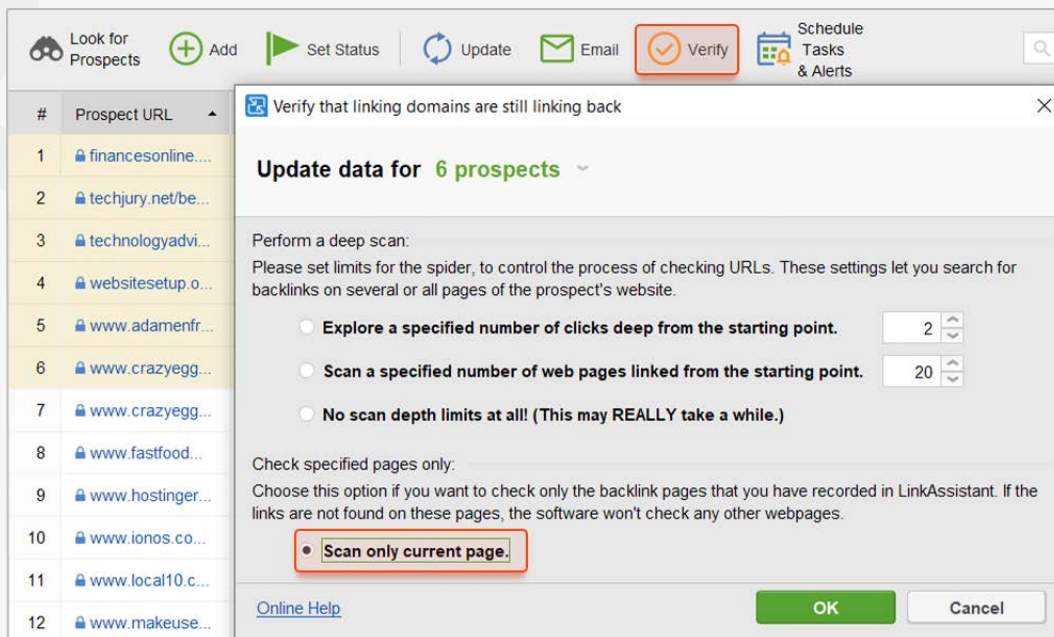 Look for
Prospects
Add
Set Status
Update
Email
Verify
Schedule
Tasks
& Alerts
# Prospect URL
1 financesonline....
2 techjury.net/be...
3 technologyadvi...
4 websitesetup.o...
5 www.adamenfr...
6 www.crazyegg...
7 www.crazyegg...
8 www.fastfood...
9 www.hostinger...
10 www.ionos.co...
11 www.local10.c...
12 www.makeuse...
Verify that linking domains are still linking back
Update data for 6 prospects
Perform a deep scan:
Please set limits for the spider, to control the process of checking URLs. These settings let you search for
backlinks on several or all pages of the prospect's website.
Explore a specified number of clicks deep from the starting point. 2
Scan a specified number of web pages linked from the starting point. 20
No scan depth limits at all! (This may REALLY take a while.)
Check specified pages only:
Choose this option if you want to check only the backlink pages that you have recorded in LinkAssistant. If the
links are not found on these pages, the software won't check any other webpages.
Scan only current page.
Online Help
OK
Cancel